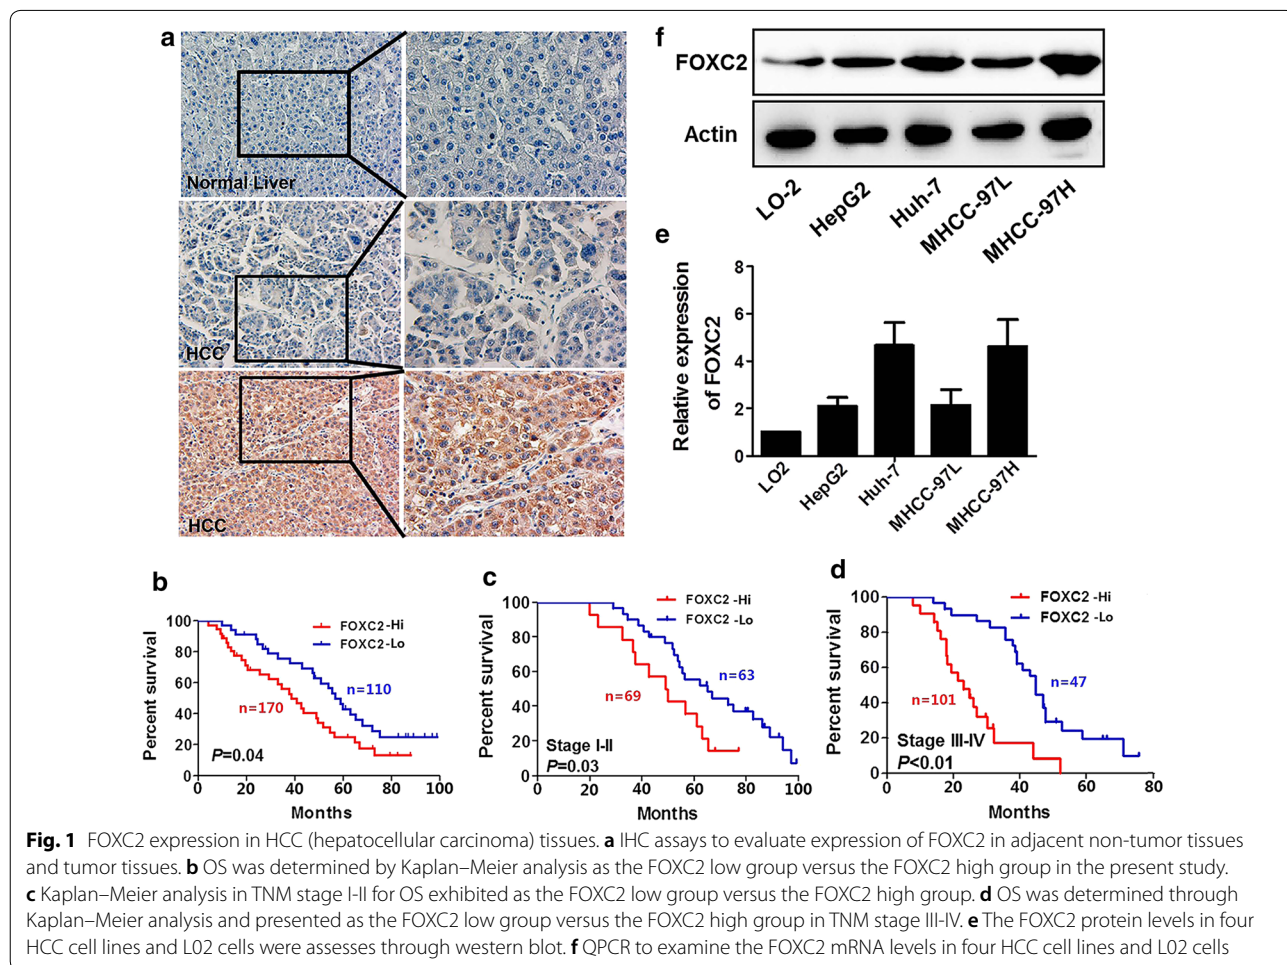 a
Normal Liver
HCC
HCC
f
FOXC2
Actin
LO-2
HepG2
Huh-7
MHCC-97L
MHCC-97H
e
Relative expression
of FOXC2
8
6
4
2
0
LO2
HepG2
Huh-7
MHCC-97L
MHCC-97H
b
Percent survival
100
80
60
40
20
0
FOXC2 -Hi
FOXC2 -Lo
n=110
n=170
P=0.04
0 20 40 60 80 100
Months
c
Percent survival
100
80
60
40
20
0
FOXC2 -Hi
FOXC2 -Lo
n=63
n=69
Stage I-II
P=0.03
0 20 40 60 80 100
Months
d
Percent survival
100
80
60
40
20
0
FOXC2 -Hi
FOXC2 -Lo
n=47
n=101
Stage III-IV
P<0.01
0 20 40 60 80
Months
Fig. 1 FOXC2 expression in HCC (hepatocellular carcinoma) tissues. a IHC assays to evaluate expression of FOXC2 in adjacent non-tumor tissues
and tumor tissues. b OS was determined by Kaplan–Meier analysis as the FOXC2 low group versus the FOXC2 high group in the present study.
c Kaplan–Meier analysis in TNM stage I-II for OS exhibited as the FOXC2 low group versus the FOXC2 high group. d OS was determined through
Kaplan–Meier analysis and presented as the FOXC2 low group versus the FOXC2 high group in TNM stage III-IV. e The FOXC2 protein levels in four
HCC cell lines and L02 cells were assesses through western blot. f QPCR to examine the FOXC2 mRNA levels in four HCC cell lines and L02 cells